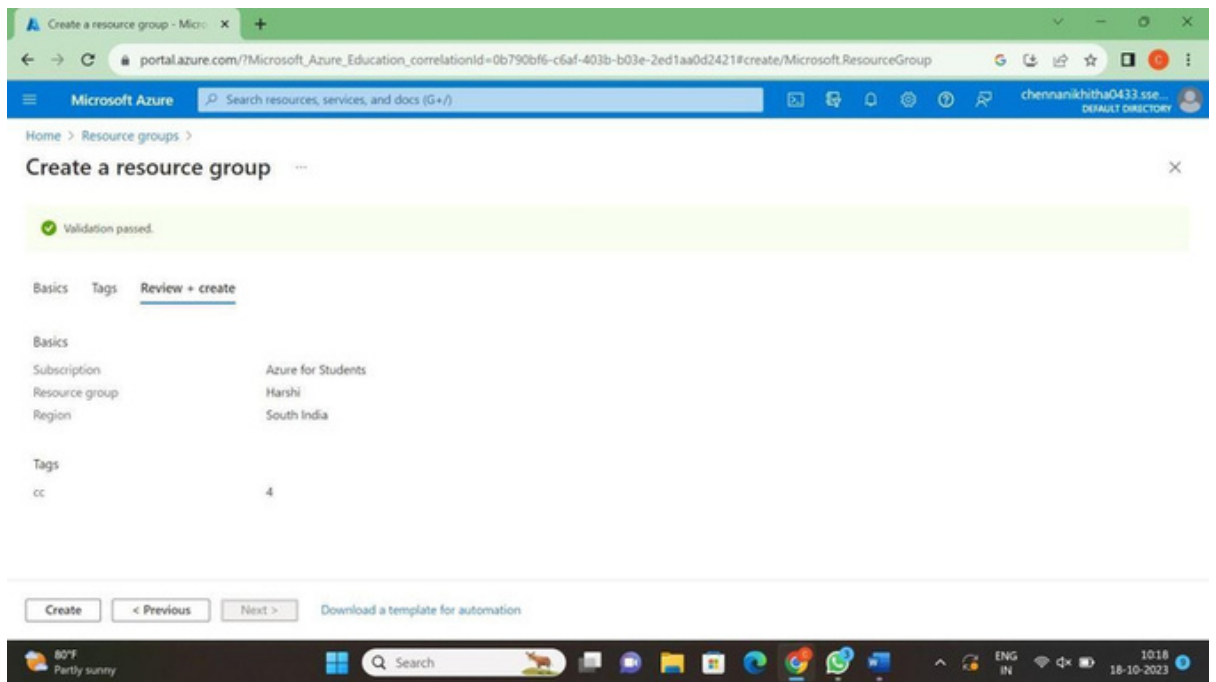 Create a resource group - Micro
portal.azure.com/?Microsoft_Azure_Education_correlationId=0b790bf6-c6af-403b-b03e-2ed1aa0d2421#create/Microsoft.ResourceGroup
Microsoft Azure
Search resources, services, and docs (G+/)
chennanikhitha0433.sse...
DEFAULT DIRECTORY
Home > Resource groups >
Create a resource group ...
Validation passed.
Basics Tags Review + create
Basics
Subscription Azure for Students
Resource group Harshi
Region South India
Tags
cc 4
Create < Previous Next > Download a template for automation
80°F
Partly sunny
Search
ENG
IN
10:18
18-10-2023